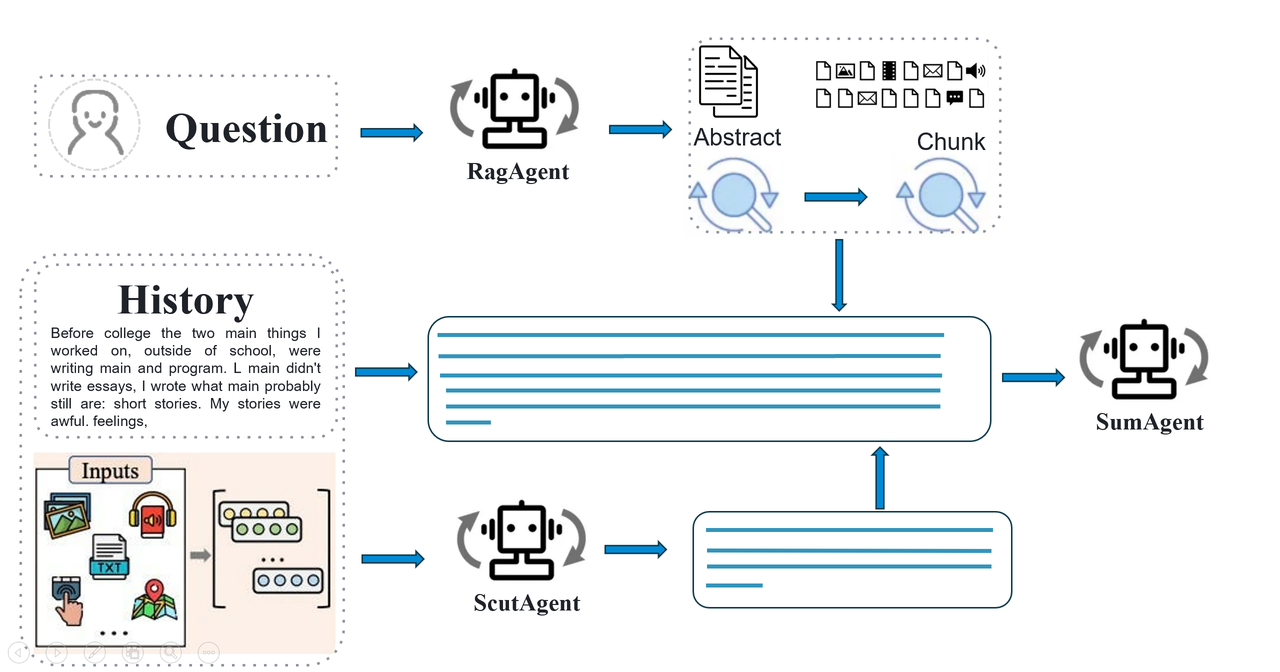 Question
RagAgent
Abstract
Chunk
History
Before college the two main things I
worked on, outside of school, were
writing main and program. L main didn't
write essays, I wrote what main probably
still are: short stories. My stories were
awful. feelings,
SumAgent
Inputs
TXT
...
...
ScutAgent